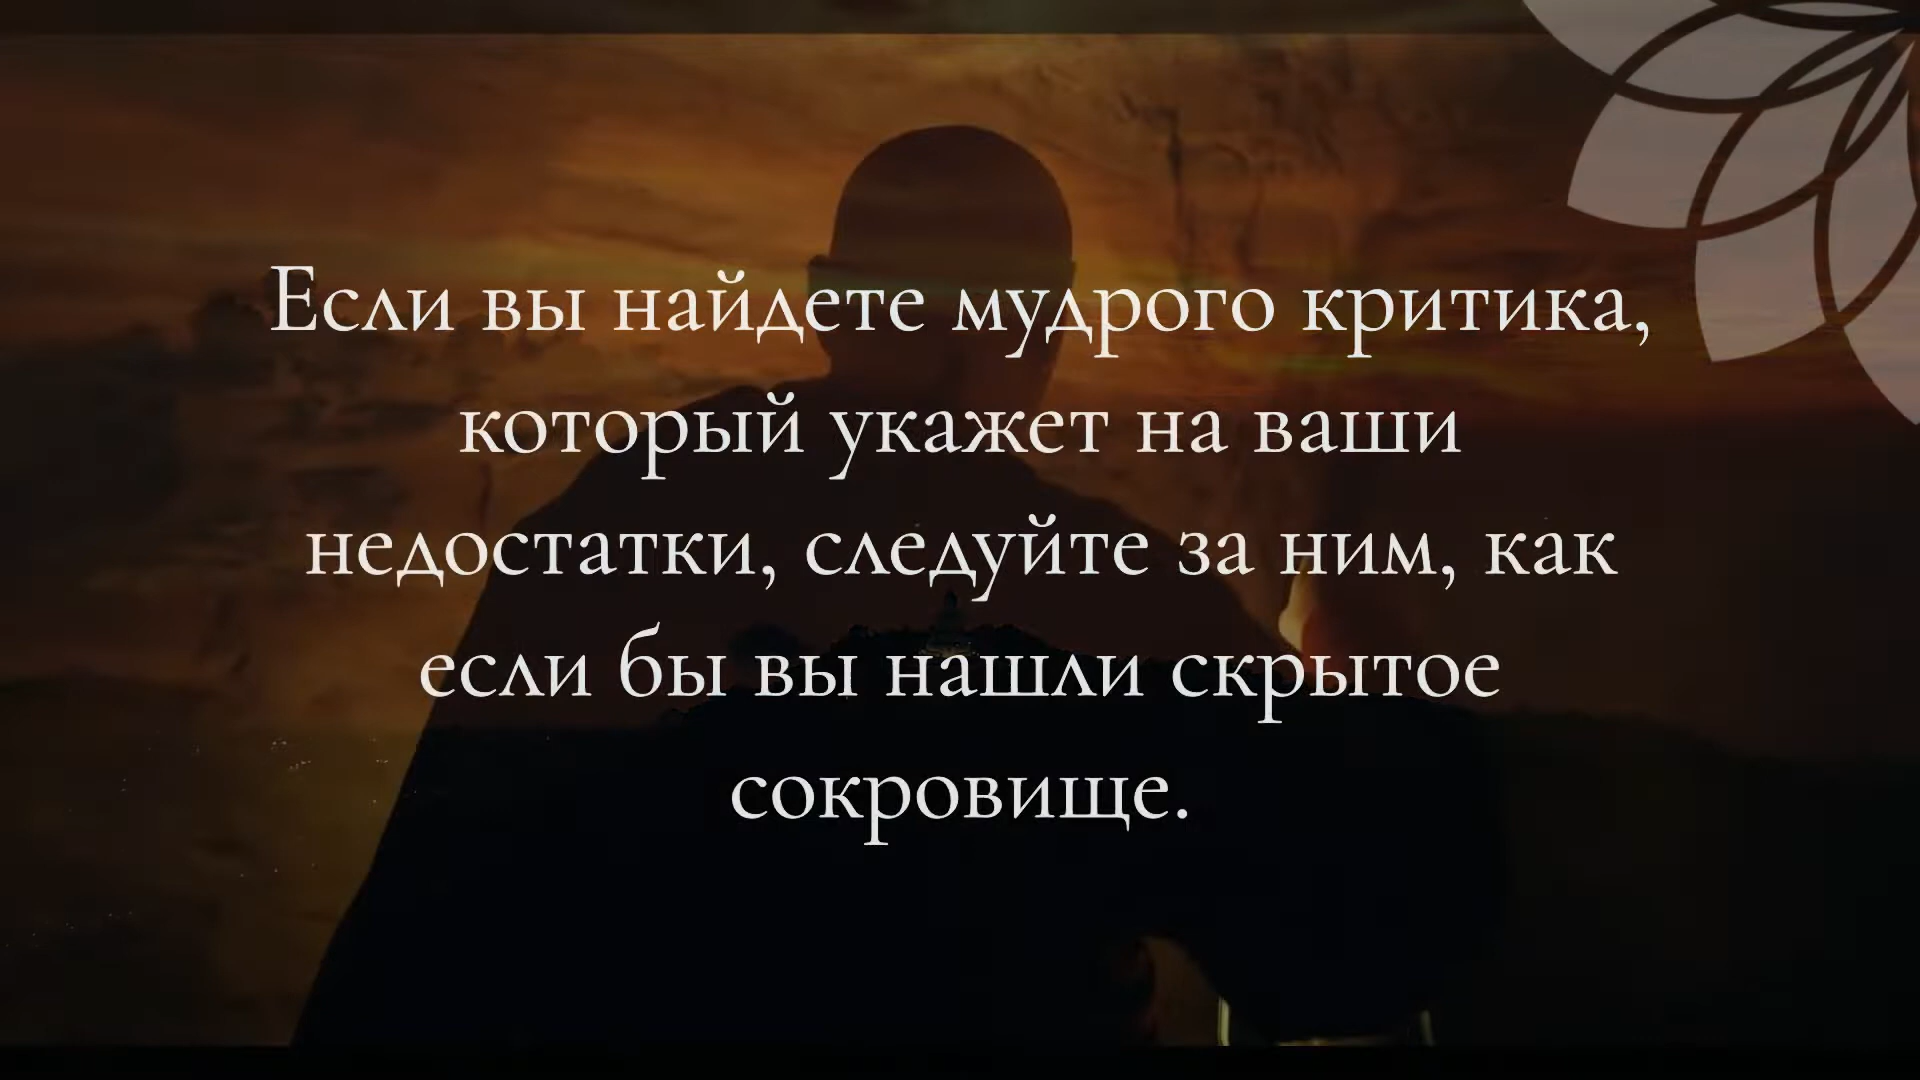 Если вы найдете мудрого критика,
который укажет на ваши
недостатки, следуйте за ним, как
если бы вы нашли скрытое
сокровище.